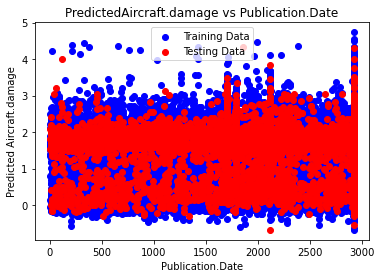 PredictedAircraft.damage vs Publication.Date
Training Data
Testing Data
Predicted Aircraft.damage
5
4
3
2
1
0
0
500
1000
1500
2000
2500
3000
Publication.Date